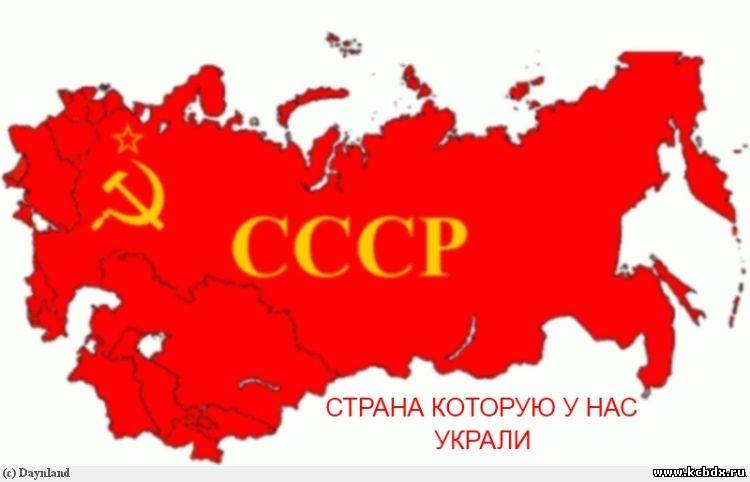 СССР
СТРАНА КОТОРУЮ У НАС
УКРАЛИ
(c) Daynland
www.kcbdx.ru